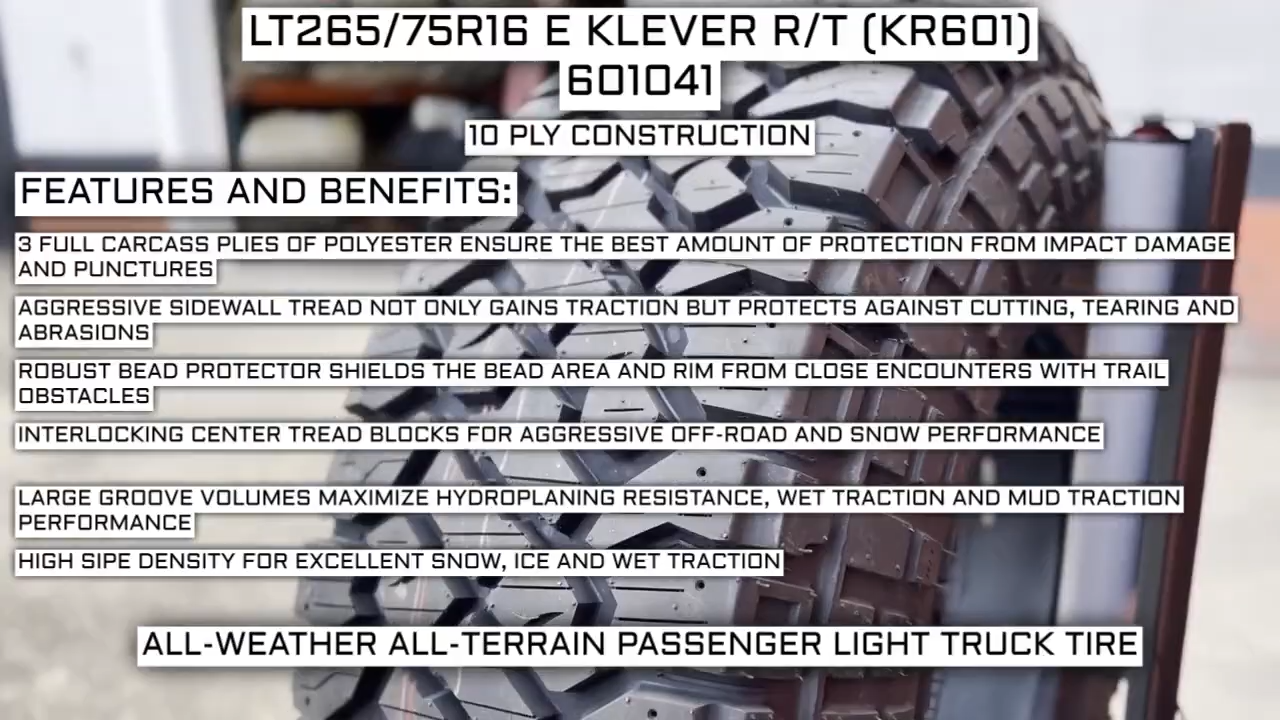 LT265/75R16 E KLEVER R/T (KR601)
601041
10 PLY CONSTRUCTION
FEATURES AND BENEFITS:
3 FULL CARCASS PLIES OF POLYESTER ENSURE THE BEST AMOUNT OF PROTECTION FROM IMPACT DAMAGE
AND PUNCTURES
AGGRESSIVE SIDEWALL TREAD NOT ONLY GAINS TRACTION BUT PROTECTS AGAINST CUTTING, TEARING AND
ABRASIONS
ROBUST BEAD PROTECTOR SHIELDS THE BEAD AREA AND RIM FROM CLOSE ENCOUNTERS WITH TRAIL
OBSTACLES
INTERLOCKING CENTER TREAD BLOCKS FOR AGGRESSIVE OFF-ROAD AND SNOW PERFORMANCE
LARGE GROOVE VOLUMES MAXIMIZE HYDROPLANING RESISTANCE, WET TRACTION AND MUD TRACTION
PERFORMANCE
HIGH SIPE DENSITY FOR EXCELLENT SNOW, ICE AND WET TRACTION
ALL-WEATHER ALL-TERRAIN PASSENGER LIGHT TRUCK TIRE